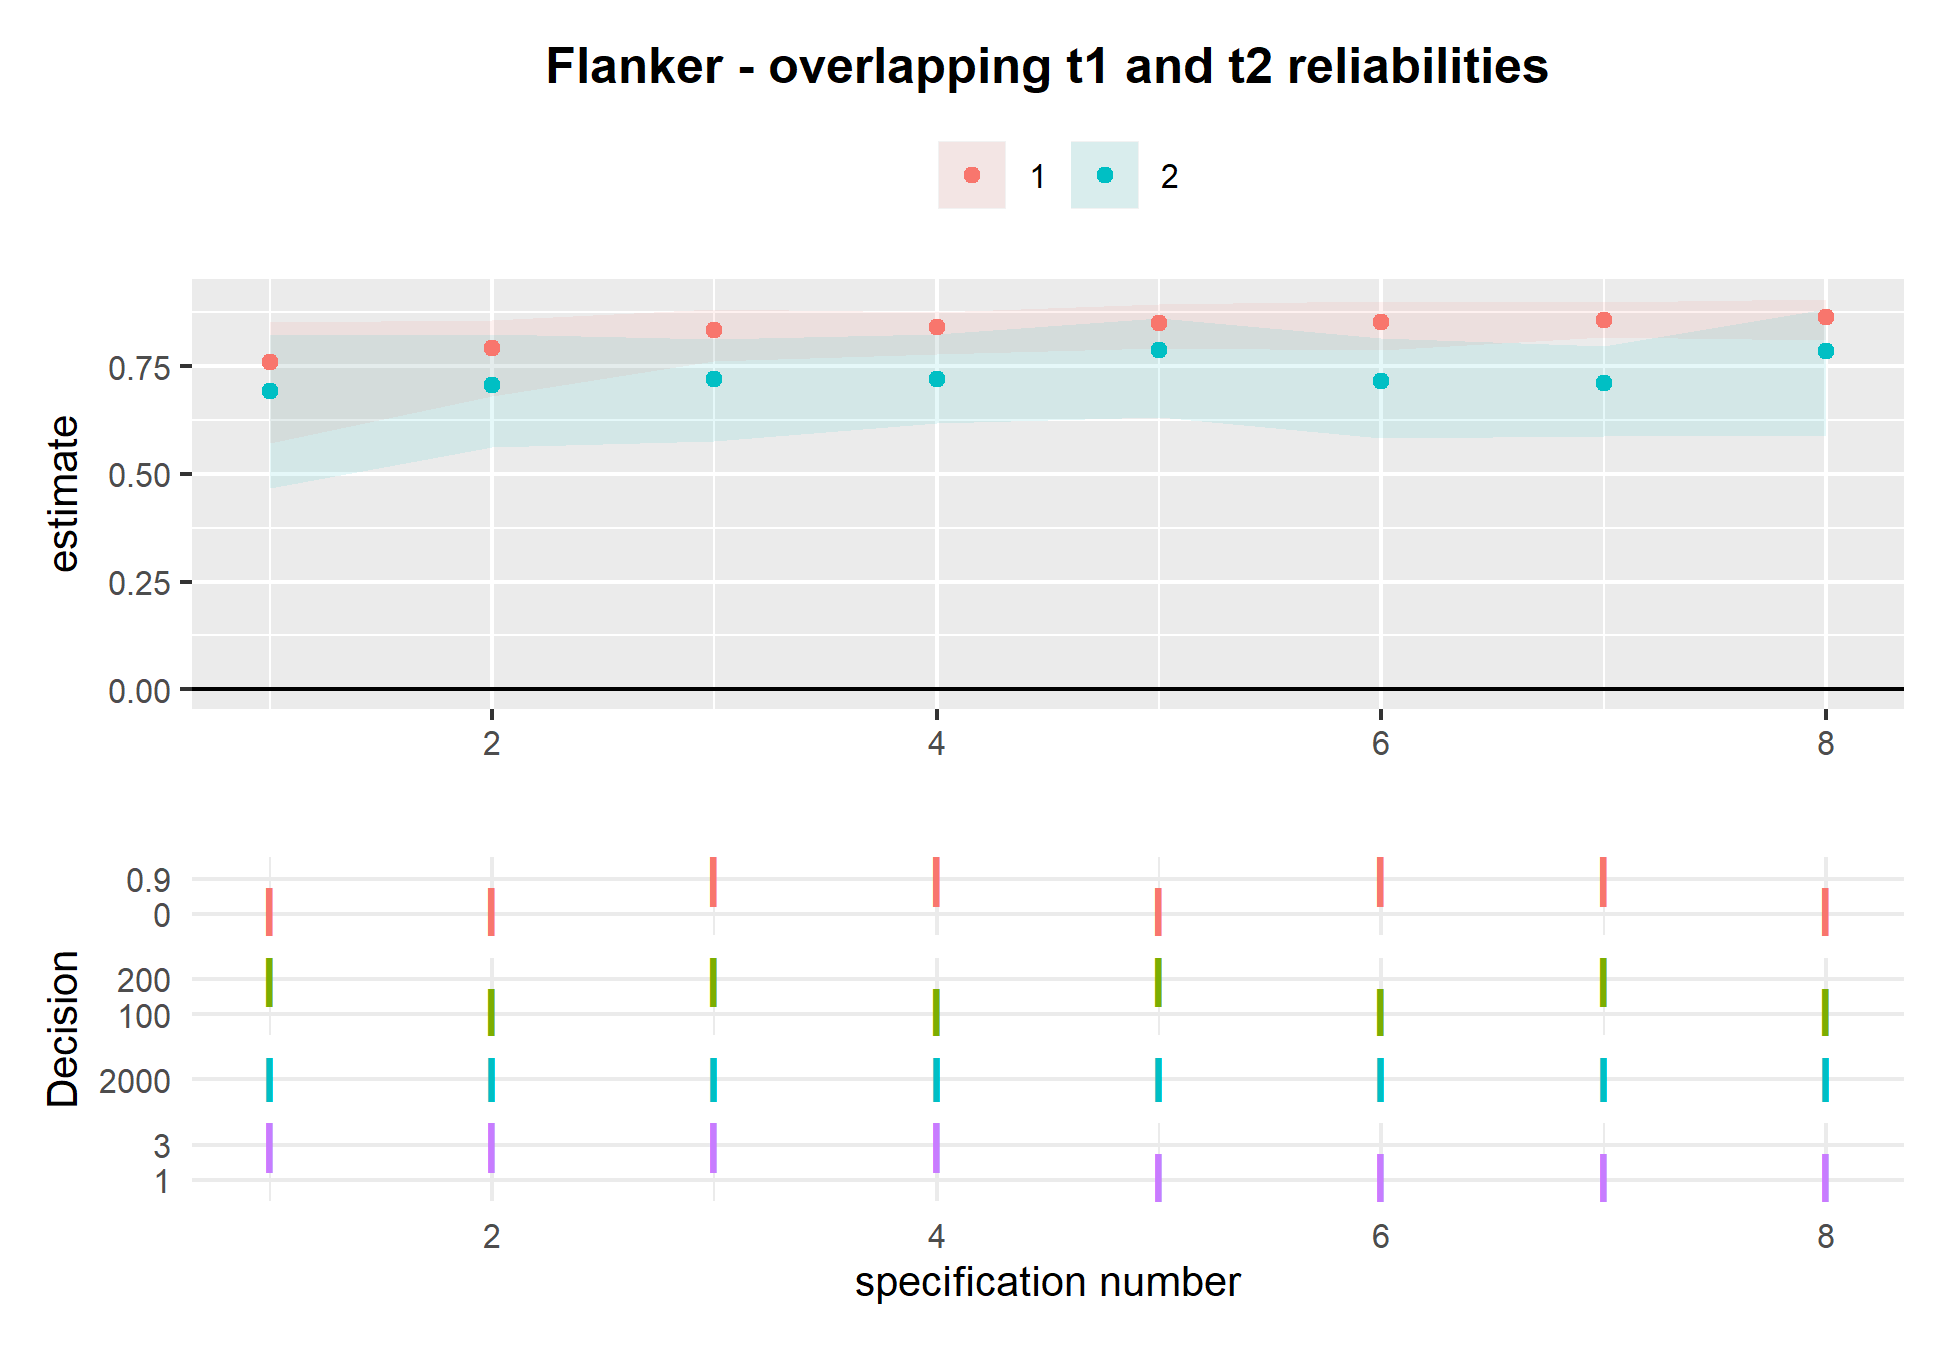 Flanker - overlapping t1 and t2 reliabilities
1 2
estimate
0.75
0.50
0.25
0.00
2 4 6 8
Decision
0.9
0
200
100
2000
3
1
2 4 6 8
specification number